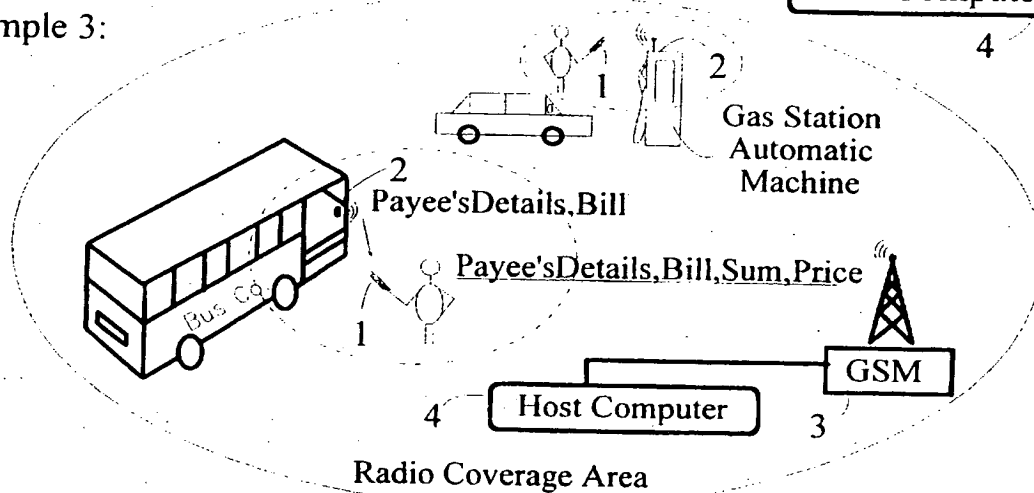 4
mple 3:
1
2
Gas Station
Automatic
Machine
2
Payee'sDetails,Bill
Payee'sDetails,Bill,Sum,Price
Bus Co
1
GSM
4
Host Computer
3
Radio Coverage Area